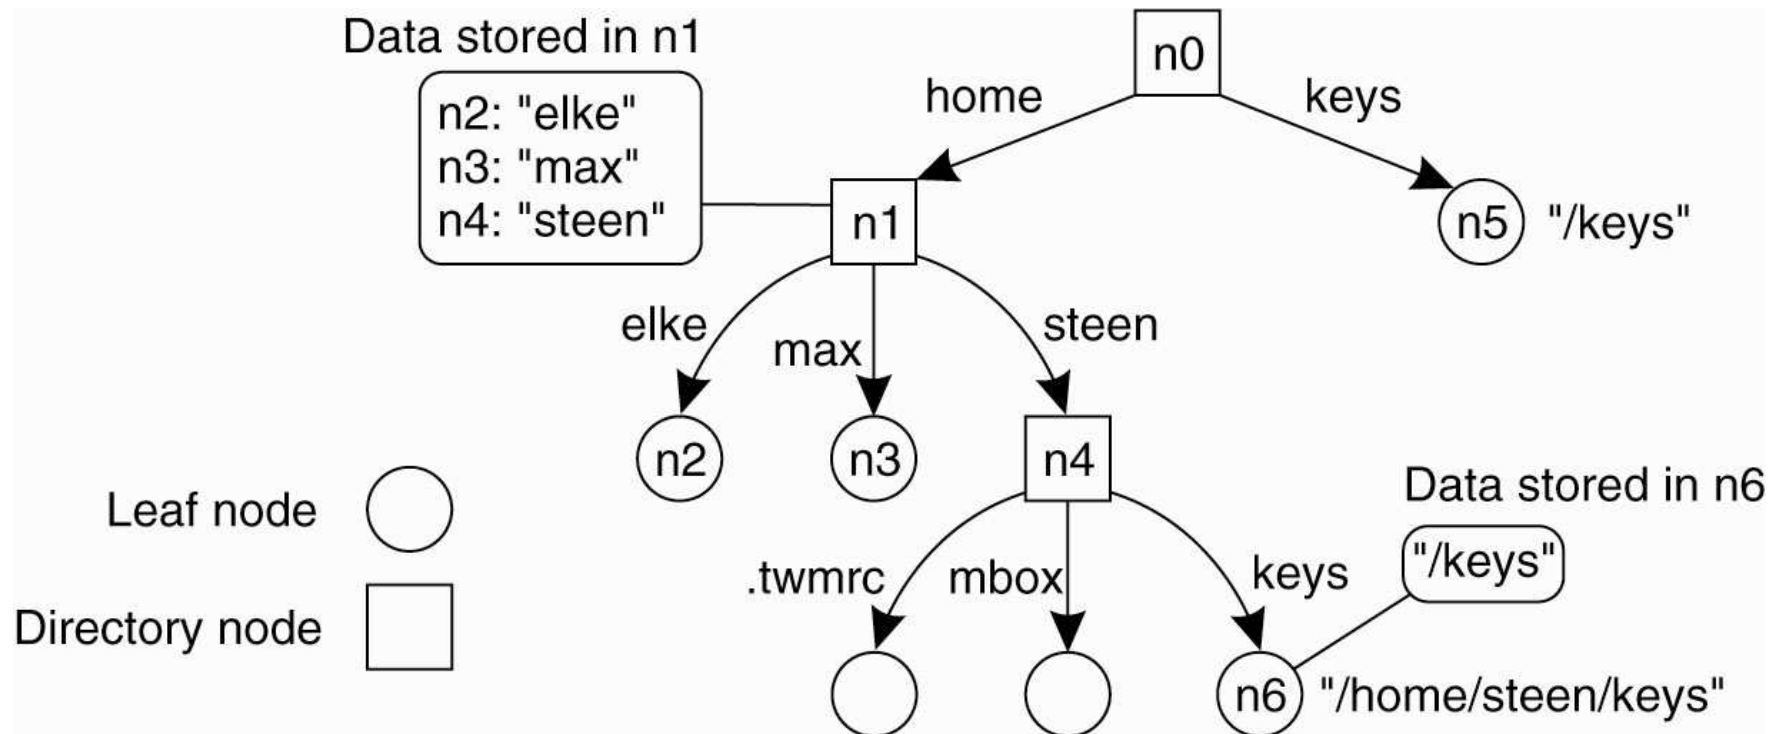 Data stored in n1
n0
n2: "elke"
n3: "max"
n4: "steen"
home
keys
n1
n5
"/keys"
elke
max
steen
n2
n3
n4
Leaf node
Directory node
Data stored in n6
"/keys"
.twmrc
mbox
keys
n6
"/home/steen/keys"